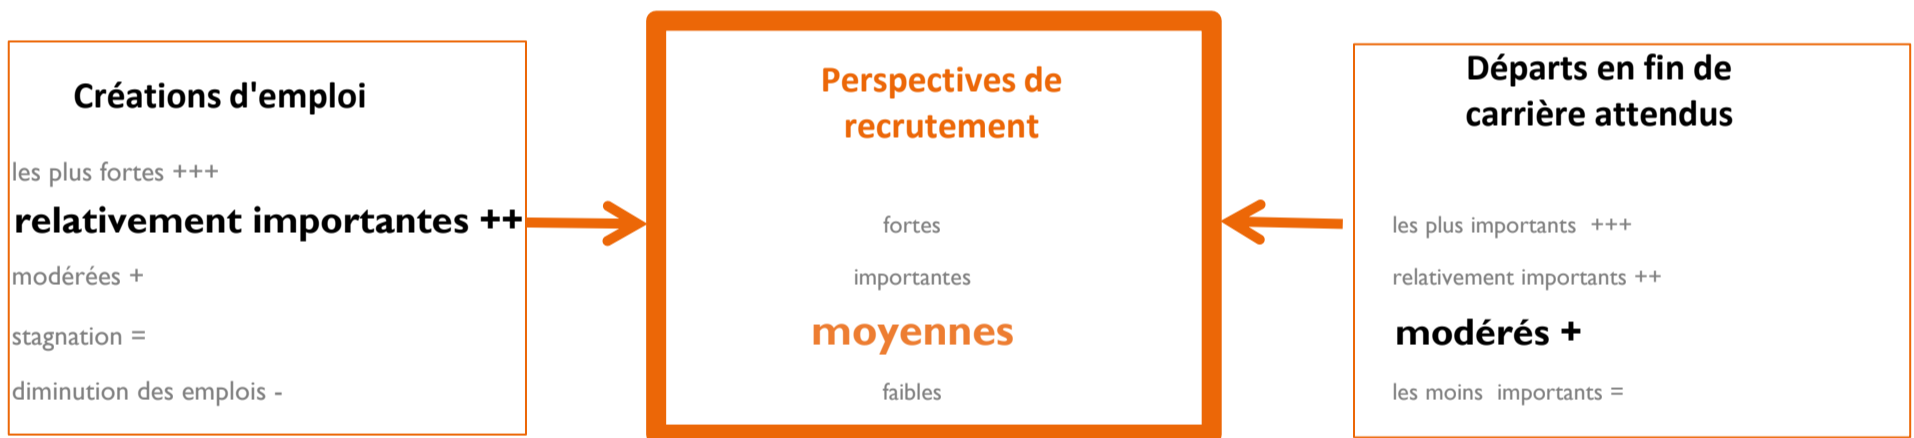 Créations d'emploi
les plus fortes +++
relativement importantes ++
modérées +
stagnation =
diminution des emplois -
Perspectives de
recrutement
fortes
importantes
moyennes
faibles
Départs en fin de
carrière attendus
les plus importants +++
relativement importants ++
modérés +
les moins importants =